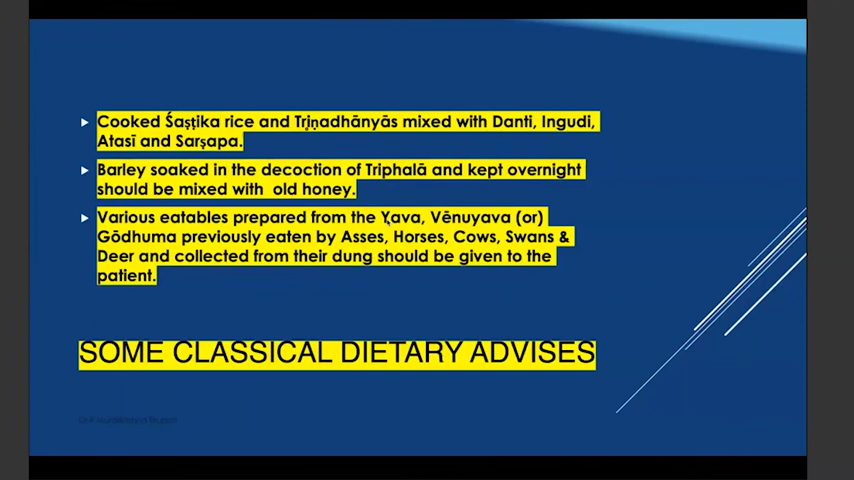 Cooked Śaṣṭika rice and Tṛiṇadhānyās mixed with Danti, Ingudi,
Atasī and Sarṣapa.
Barley soaked in the decoction of Triphalā and kept overnight
should be mixed with old honey.
Various eatables prepared from the Yava, Vēnuyava (or)
Gōdhuma previously eaten by Asses, Horses, Cows, Swans &
Deer and collected from their dung should be given to the
patient.
SOME CLASSICAL DIETARY ADVISES